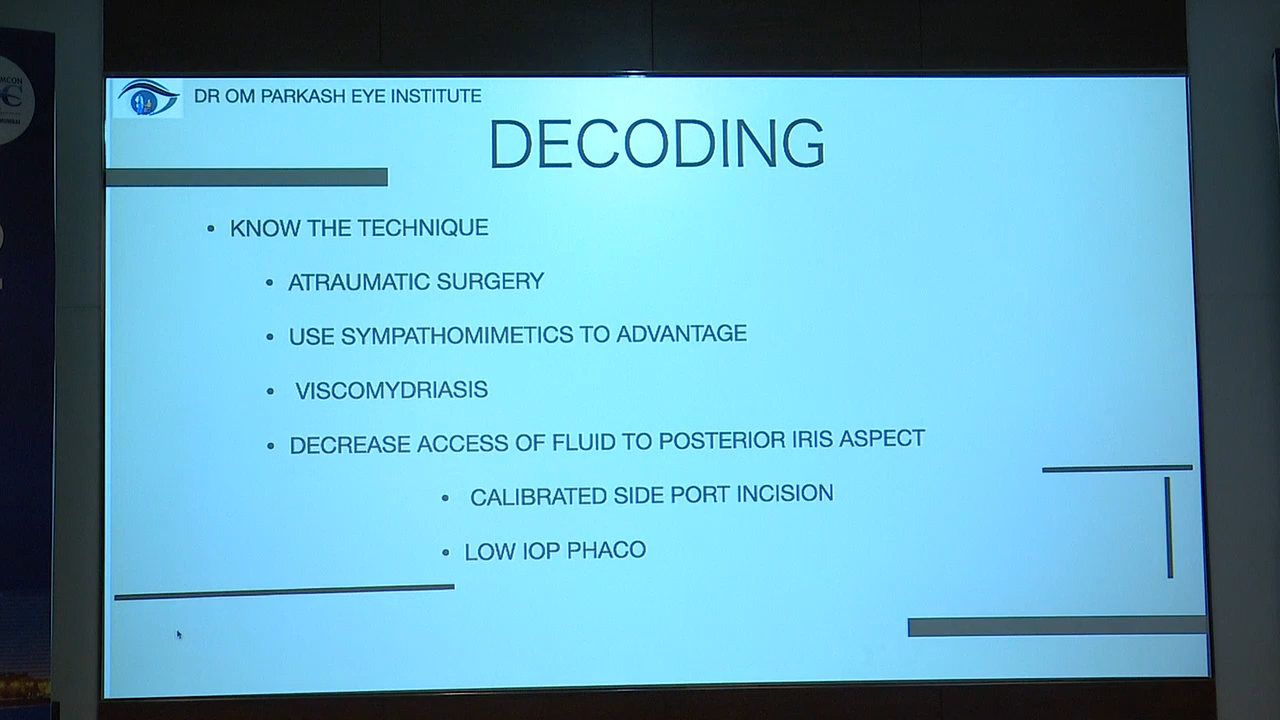 DR OM PARKASH EYE INSTITUTE
DECODING
• KNOW THE TECHNIQUE
• ATRAUMATIC SURGERY
• USE SYMPATHOMIMETICS TO ADVANTAGE
• VISCOMYDRIASIS
• DECREASE ACCESS OF FLUID TO POSTERIOR IRIS ASPECT
• CALIBRATED SIDE PORT INCISION
• LOW IOP PHACO